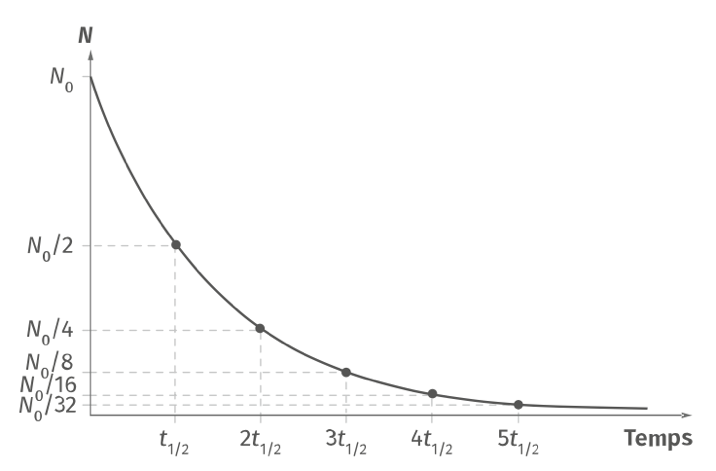 N
N₀
N₀/2
N₀/4
N₀/8
N₀/16
N₀/32
t₁/₂ 2t₁/₂ 3t₁/₂ 4t₁/₂ 5t₁/₂ Temps